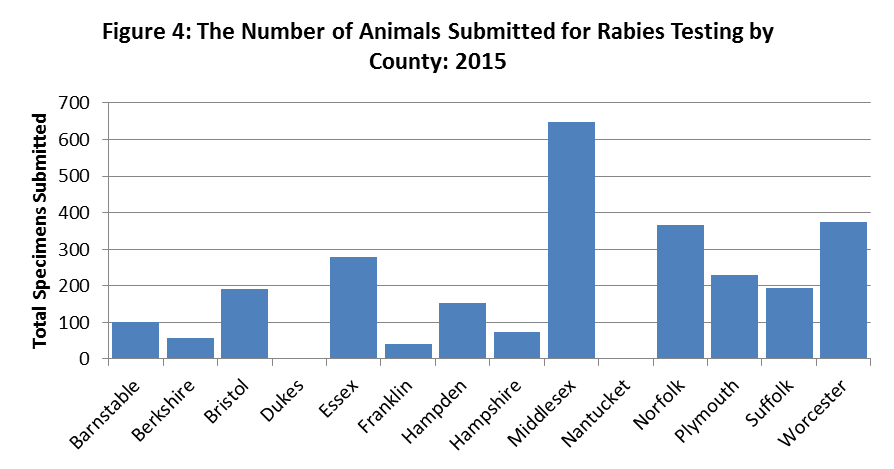 Figure 4: The Number of Animals Submitted for Rabies Testing by
County: 2015
Total Specimens Submitted
700
600
500
400
300
200
100
0
Barnstable
Berkshire
Bristol
Dukes
Essex
Franklin
Hampden
Hampshire
Middlesex
Nantucket
Norfolk
Plymouth
Suffolk
Worcester